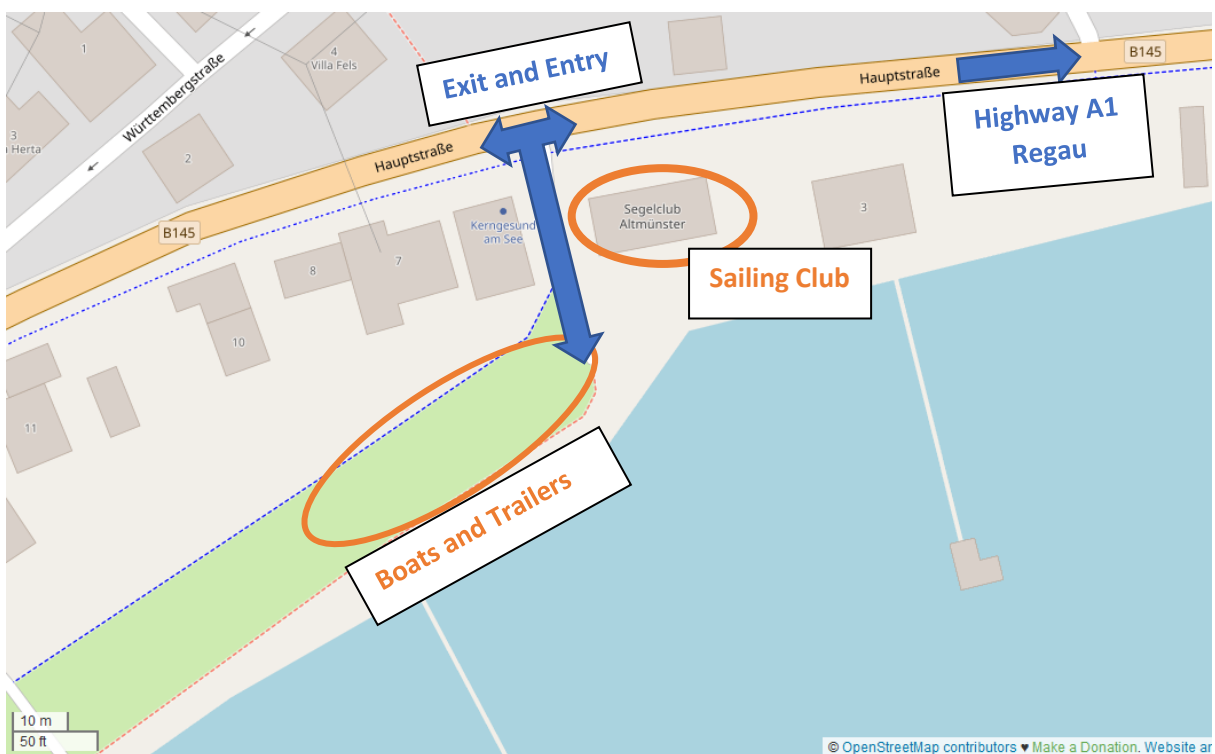 1
4
Villa Fels
Württembergstraße
3
Herta
2
Exit and Entry
Hauptstraße
B145
Highway A1
Regau
Hauptstraße
B145
Kerngesund
am See
Segelclub
Altmünster
3
Sailing Club
7
8
10
11
Boats and Trailers
10 m
50 ft
© OpenStreetMap contributors ♥ Make a Donation. Website